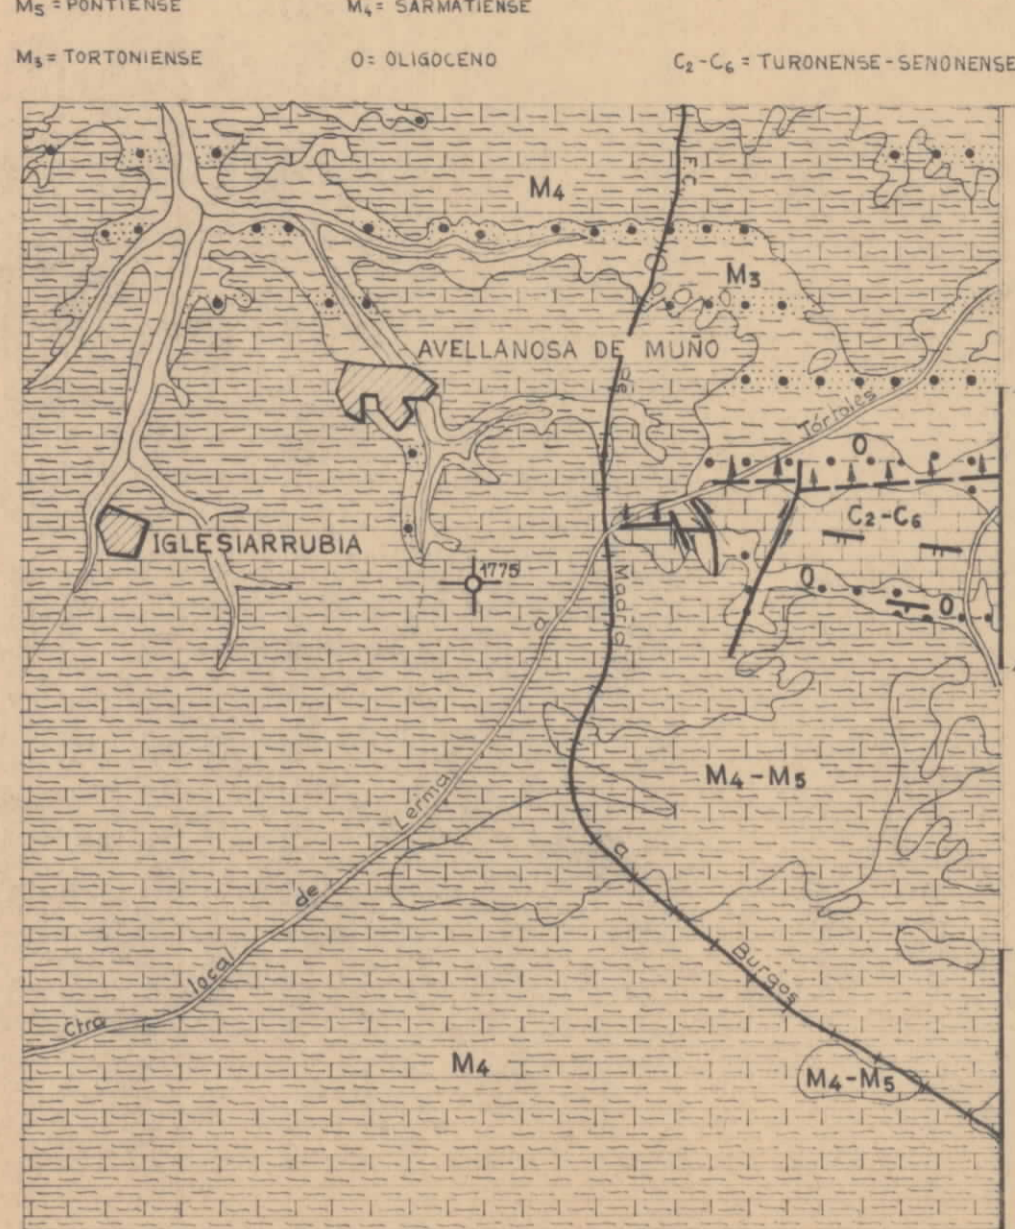 M5 = PONTIENSE M4 = SARMATIENSE
M3 = TORTONIENSE O = OLIGOCENO C2-C6 = TURONENSE-SENONENSE
F.C.
M4
M3
AVELLANOSA DE MUÑO
de
Tórtoles
O
C2-C6
IGLESIARRUBIA
1775
Madrid
O
O
a
M4-M5
Lerma
a
de
local
Burgos
Ctra
M4
M4-M5